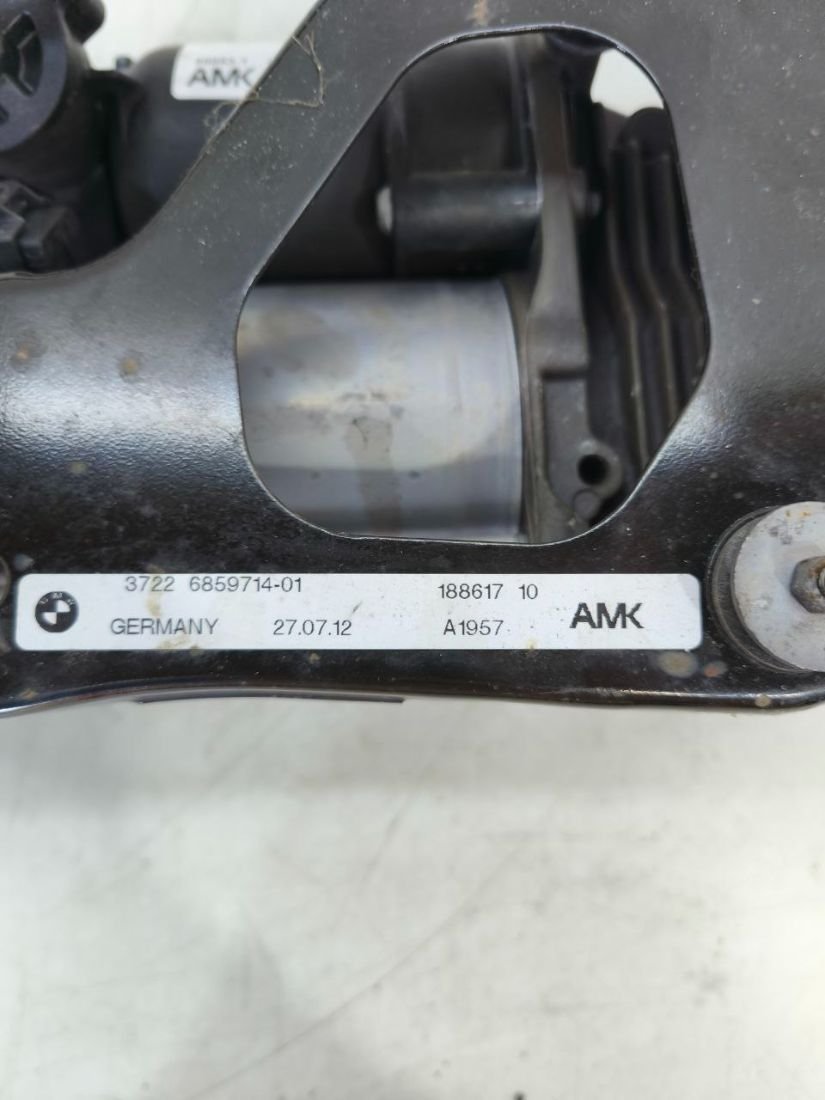 AMK
3722 6859714-01 188617 10
GERMANY 27.07.12 A1957 AMK